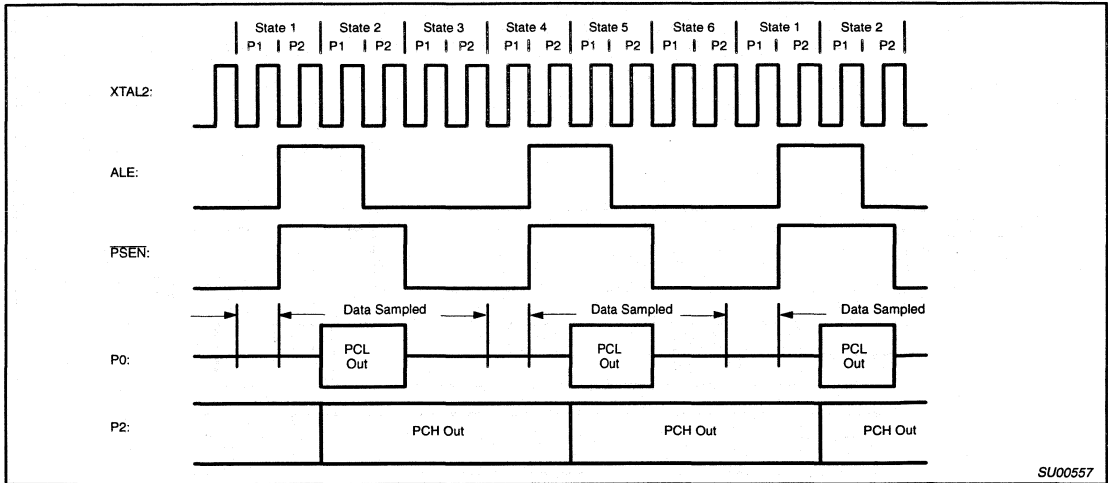 State 1 State 2 State 3 State 4 State 5 State 6 State 1 State 2
P1 P2 P1 P2 P1 P2 P1 P2 P1 P2 P1 P2 P1 P2 P1 P2
XTAL2:
ALE:
PSEN:
Data Sampled Data Sampled Data Sampled
P0:
PCL Out PCL Out PCL Out
P2:
PCH Out PCH Out PCH Out
SU00557